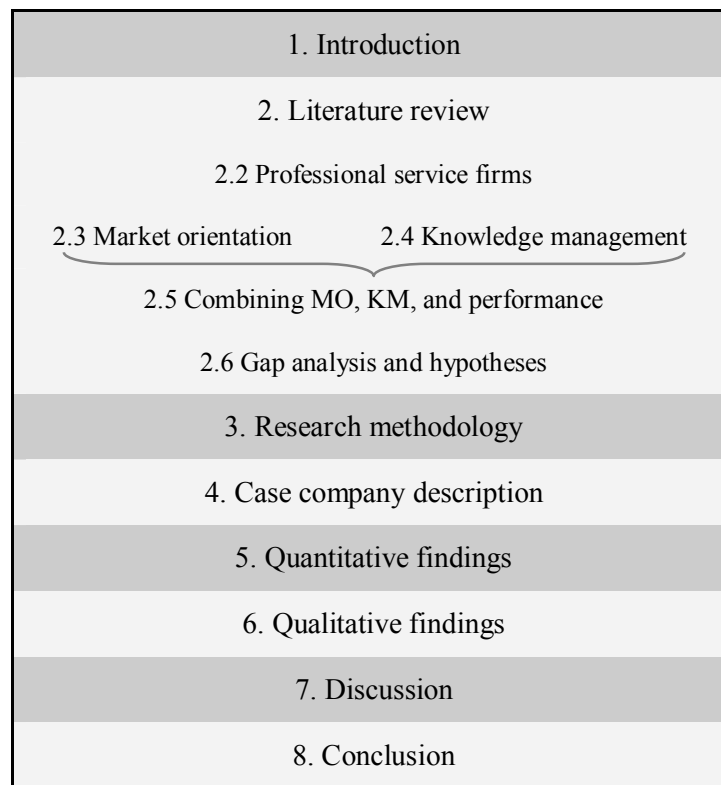 1. Introduction
2. Literature review
2.2 Professional service firms
2.3 Market orientation 2.4 Knowledge management
2.5 Combining MO, KM, and performance
2.6 Gap analysis and hypotheses
3. Research methodology
4. Case company description
5. Quantitative findings
6. Qualitative findings
7. Discussion
8. Conclusion